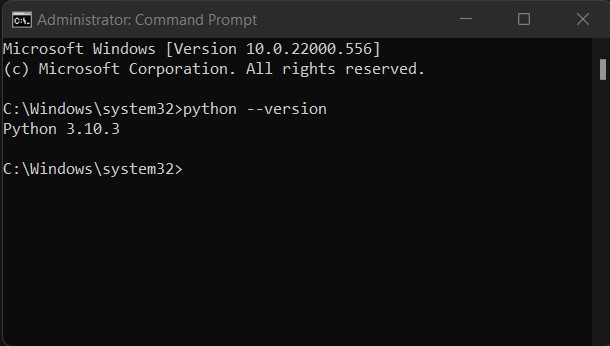 Administrator: Command Prompt
Microsoft Windows [Version 10.0.22000.556]
(c) Microsoft Corporation. All rights reserved.
C:\Windows\system32>python --version
Python 3.10.3
C:\Windows\system32>